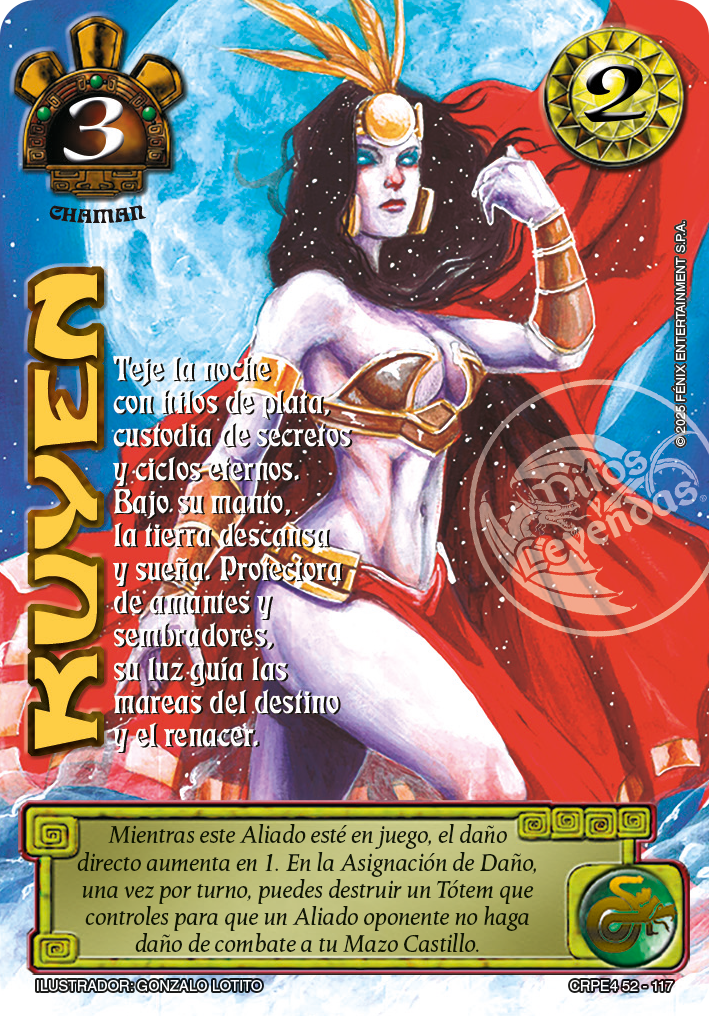 3
2
CHAMAN
KUYEN
Teje la noche
con hilos de plata,
custodia de secretos
y ciclos eternos.
Bajo su manto,
la tierra descansa
y sueña. Protectora
de amantes y
sembradores,
su luz guía las
mareas del destino
y el renacer.
© 2025 FÉNIX ENTERTAINMENT S.P.A.
Mitos
y
Leyendas®
Mientras este Aliado esté en juego, el daño
directo aumenta en 1. En la Asignación de Daño,
una vez por turno, puedes destruir un Tótem que
controles para que un Aliado oponente no haga
daño de combate a tu Mazo Castillo.
ILUSTRADOR: GONZALO LOTITO
CRPE4 52 - 117